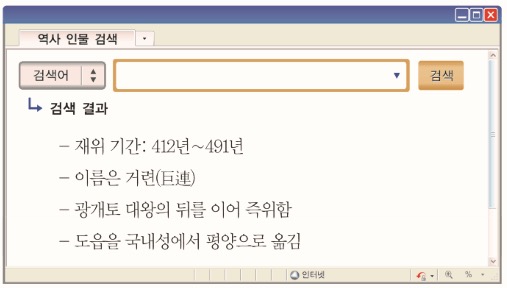 역사 인물 검색
검색어 검색
검색 결과
- 재위 기간: 412년~491년
- 이름은 거련(巨連)
- 광개토 대왕의 뒤를 이어 즉위함
- 도읍을 국내성에서 평양으로 옮김
인터넷 %